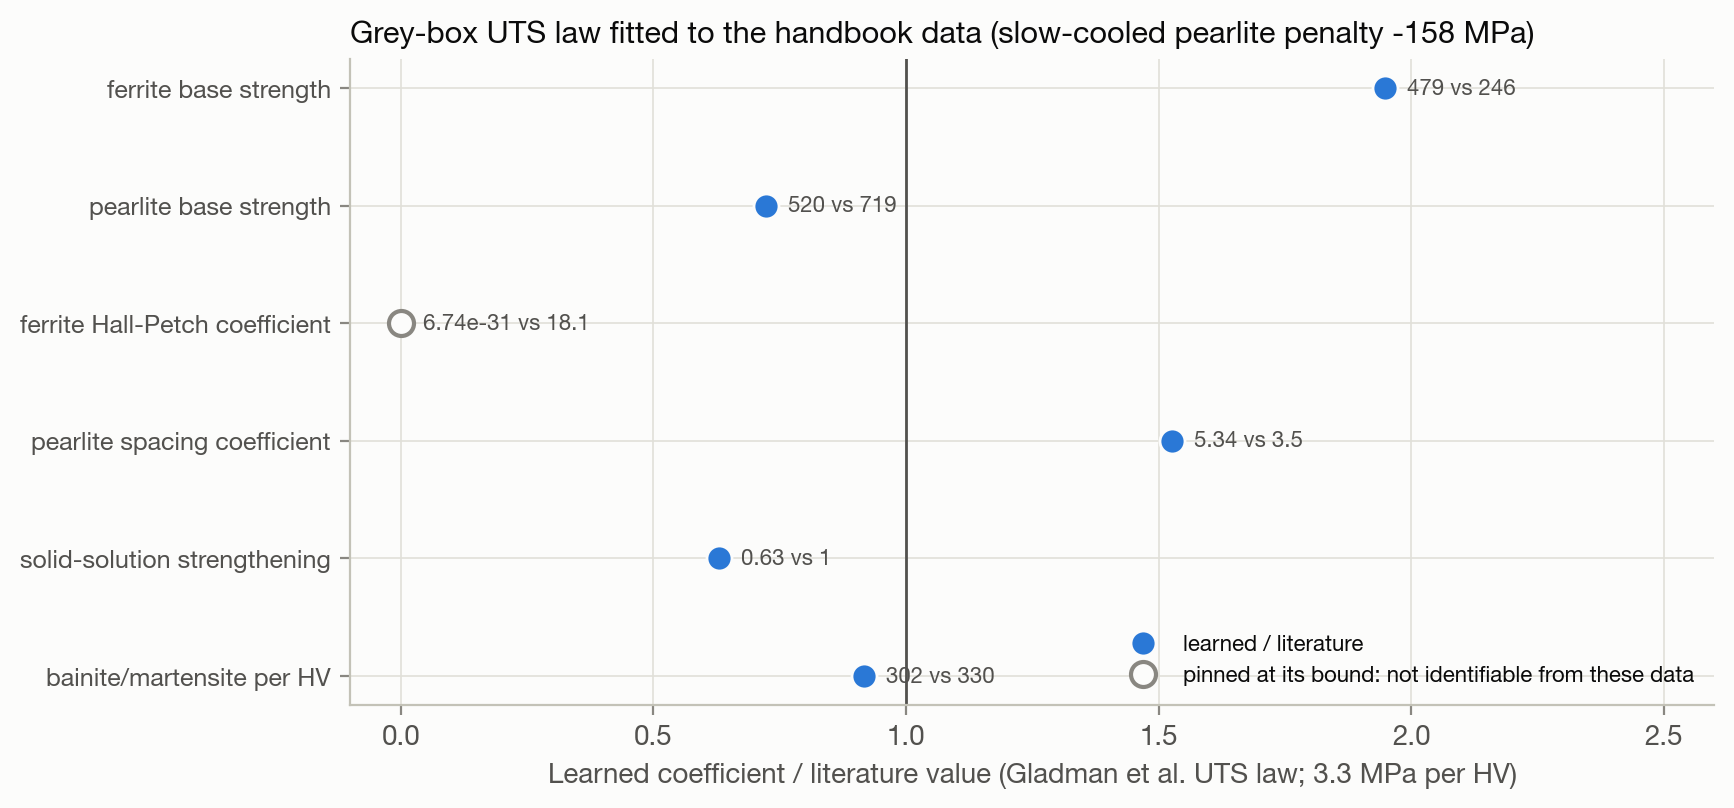 Grey-box UTS law fitted to the handbook data (slow-cooled pearlite penalty -158 MPa)
ferrite base strength
479 vs 246
pearlite base strength
520 vs 719
ferrite Hall-Petch coefficient
6.74e-31 vs 18.1
pearlite spacing coefficient
5.34 vs 3.5
solid-solution strengthening
0.63 vs 1
bainite/martensite per HV
302 vs 330
learned / literature
pinned at its bound: not identifiable from these data
0.0 0.5 1.0 1.5 2.0 2.5
Learned coefficient / literature value (Gladman et al. UTS law; 3.3 MPa per HV)